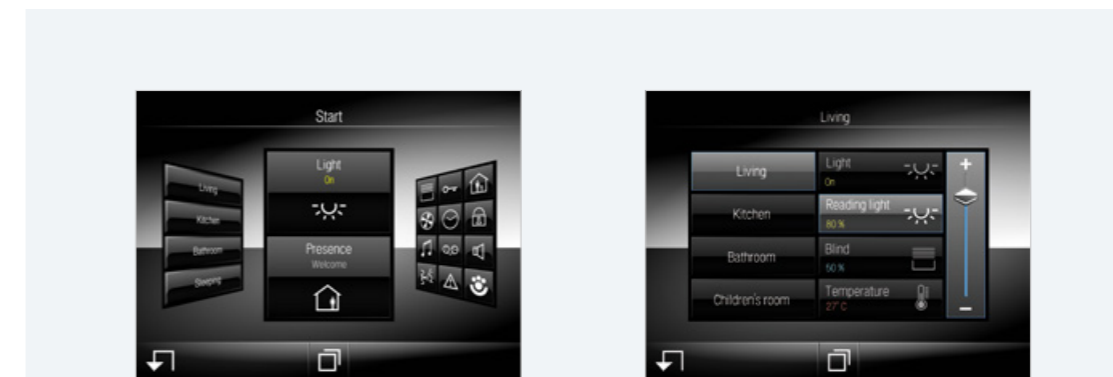 Start
Living
Kitchen
Bathroom
Sleeping
Light
On
Presence
Welcome
Living
Living
Kitchen
Bathroom
Children's room
Light
On
Reading light
80 %
Blind
50 %
Temperature
27° C
+
–